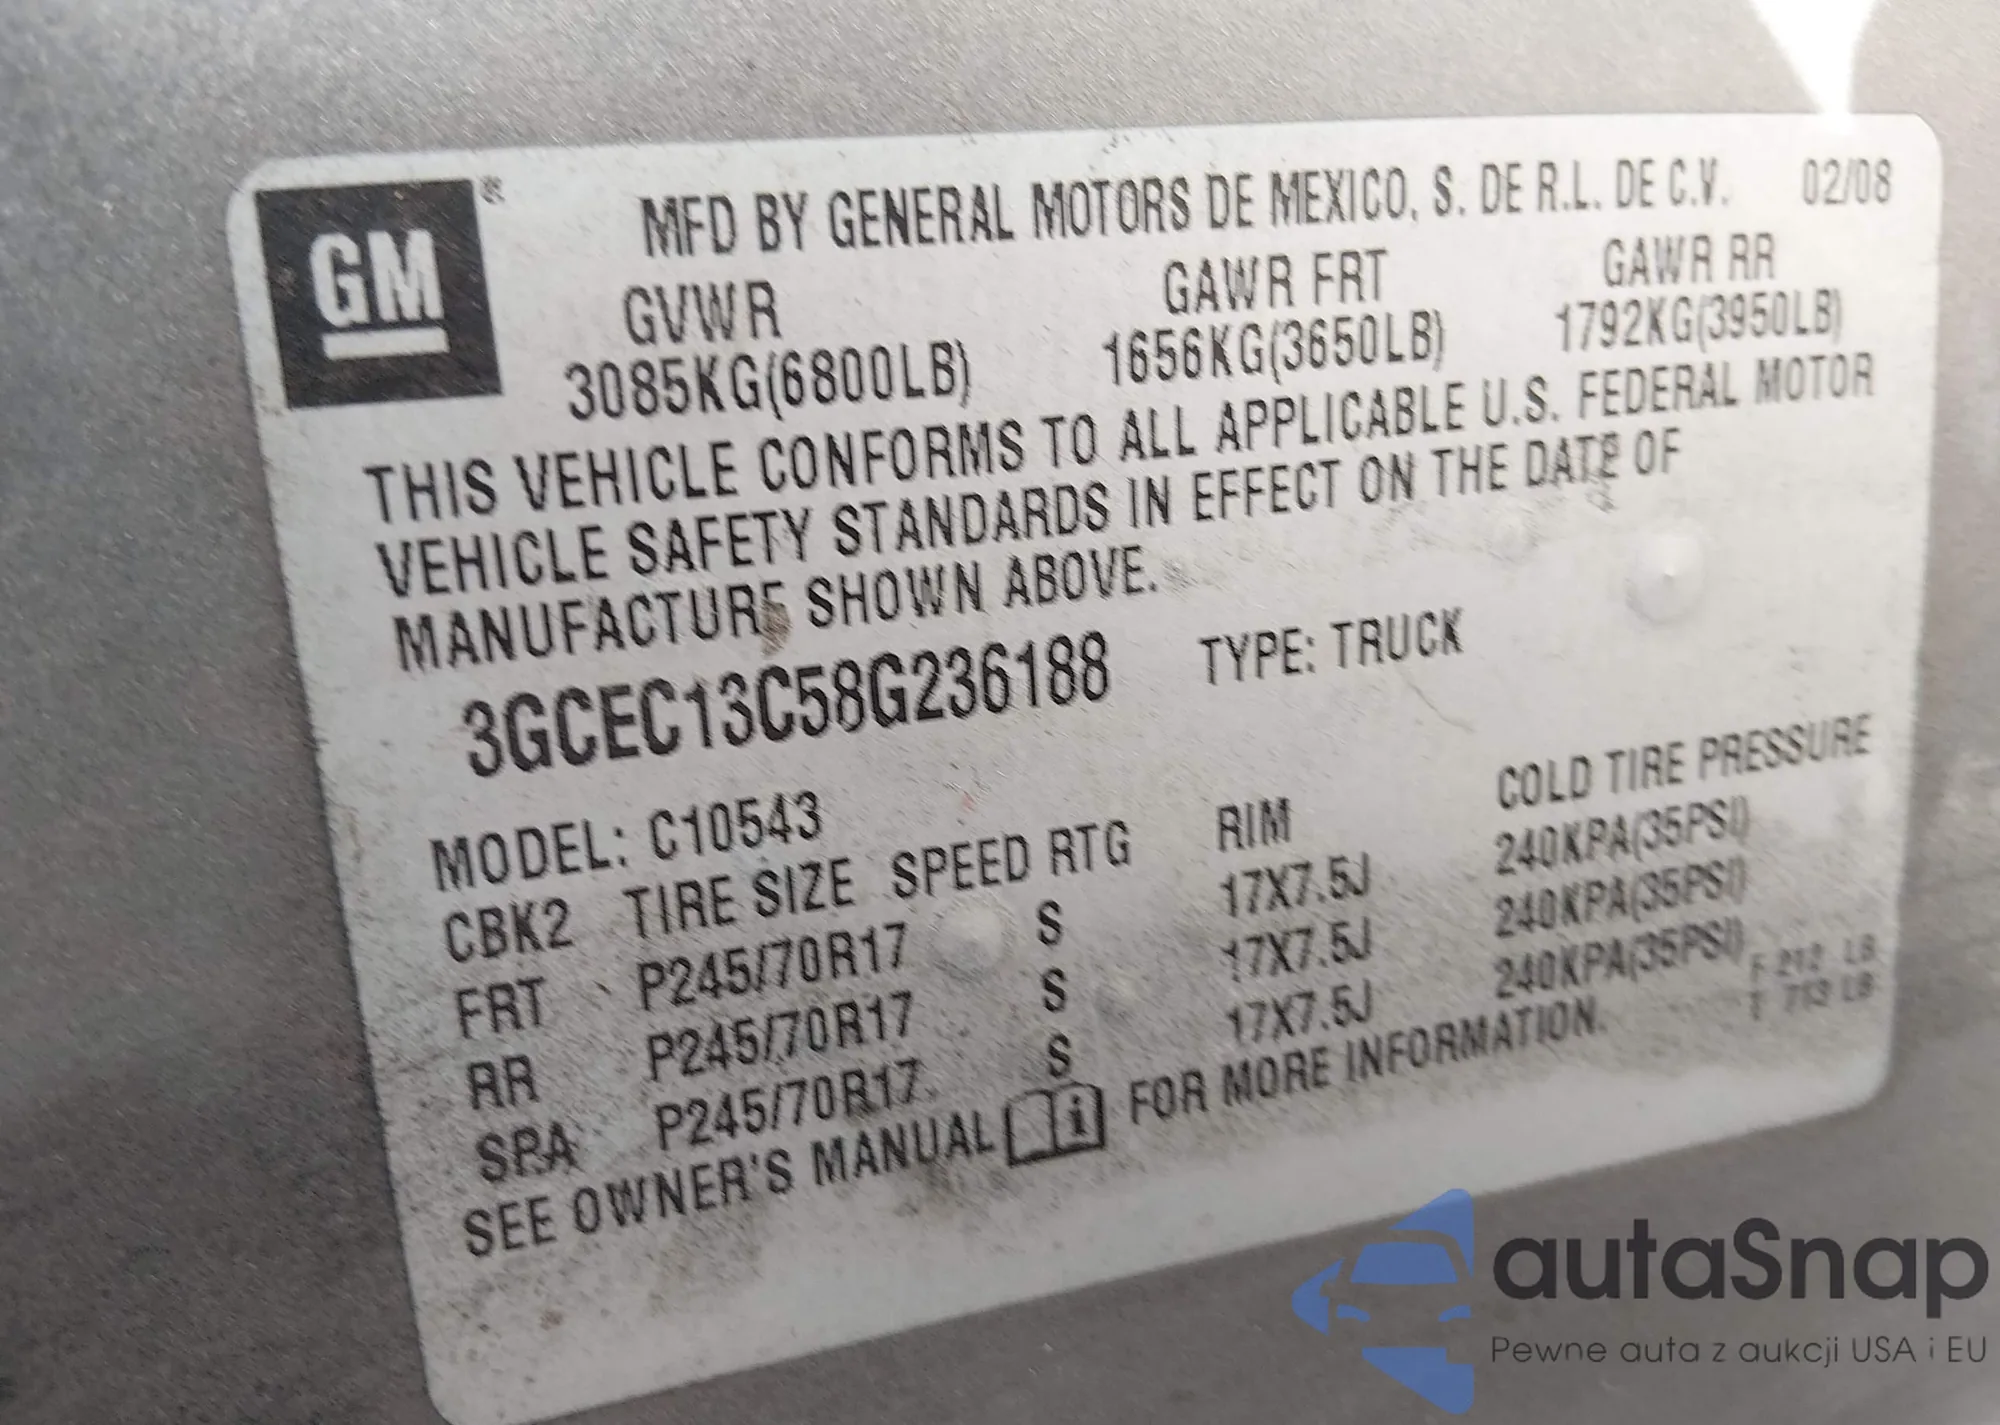 GM ®
MFD BY GENERAL MOTORS DE MEXICO, S. DE R.L. DE C.V. 02/08
GVWR GAWR FRT GAWR RR
3085KG(6800LB) 1656KG(3650LB) 1792KG(3950LB)
THIS VEHICLE CONFORMS TO ALL APPLICABLE U.S. FEDERAL MOTOR
VEHICLE SAFETY STANDARDS IN EFFECT ON THE DATE OF
MANUFACTURE SHOWN ABOVE.
3GCEC13C58G236188 TYPE: TRUCK
MODEL: C10543
CBK2 TIRE SIZE SPEED RTG RIM COLD TIRE PRESSURE
FRT P245/70R17 S 17X7.5J 240KPA(35PSI)
RR P245/70R17 S 17X7.5J 240KPA(35PSI)
SPA P245/70R17 S 17X7.5J 240KPA(35PSI)
F 212 LB
T 713 LB
SEE OWNER'S MANUAL i FOR MORE INFORMATION.
autaSnap
Pewne auta z aukcji USA i EU